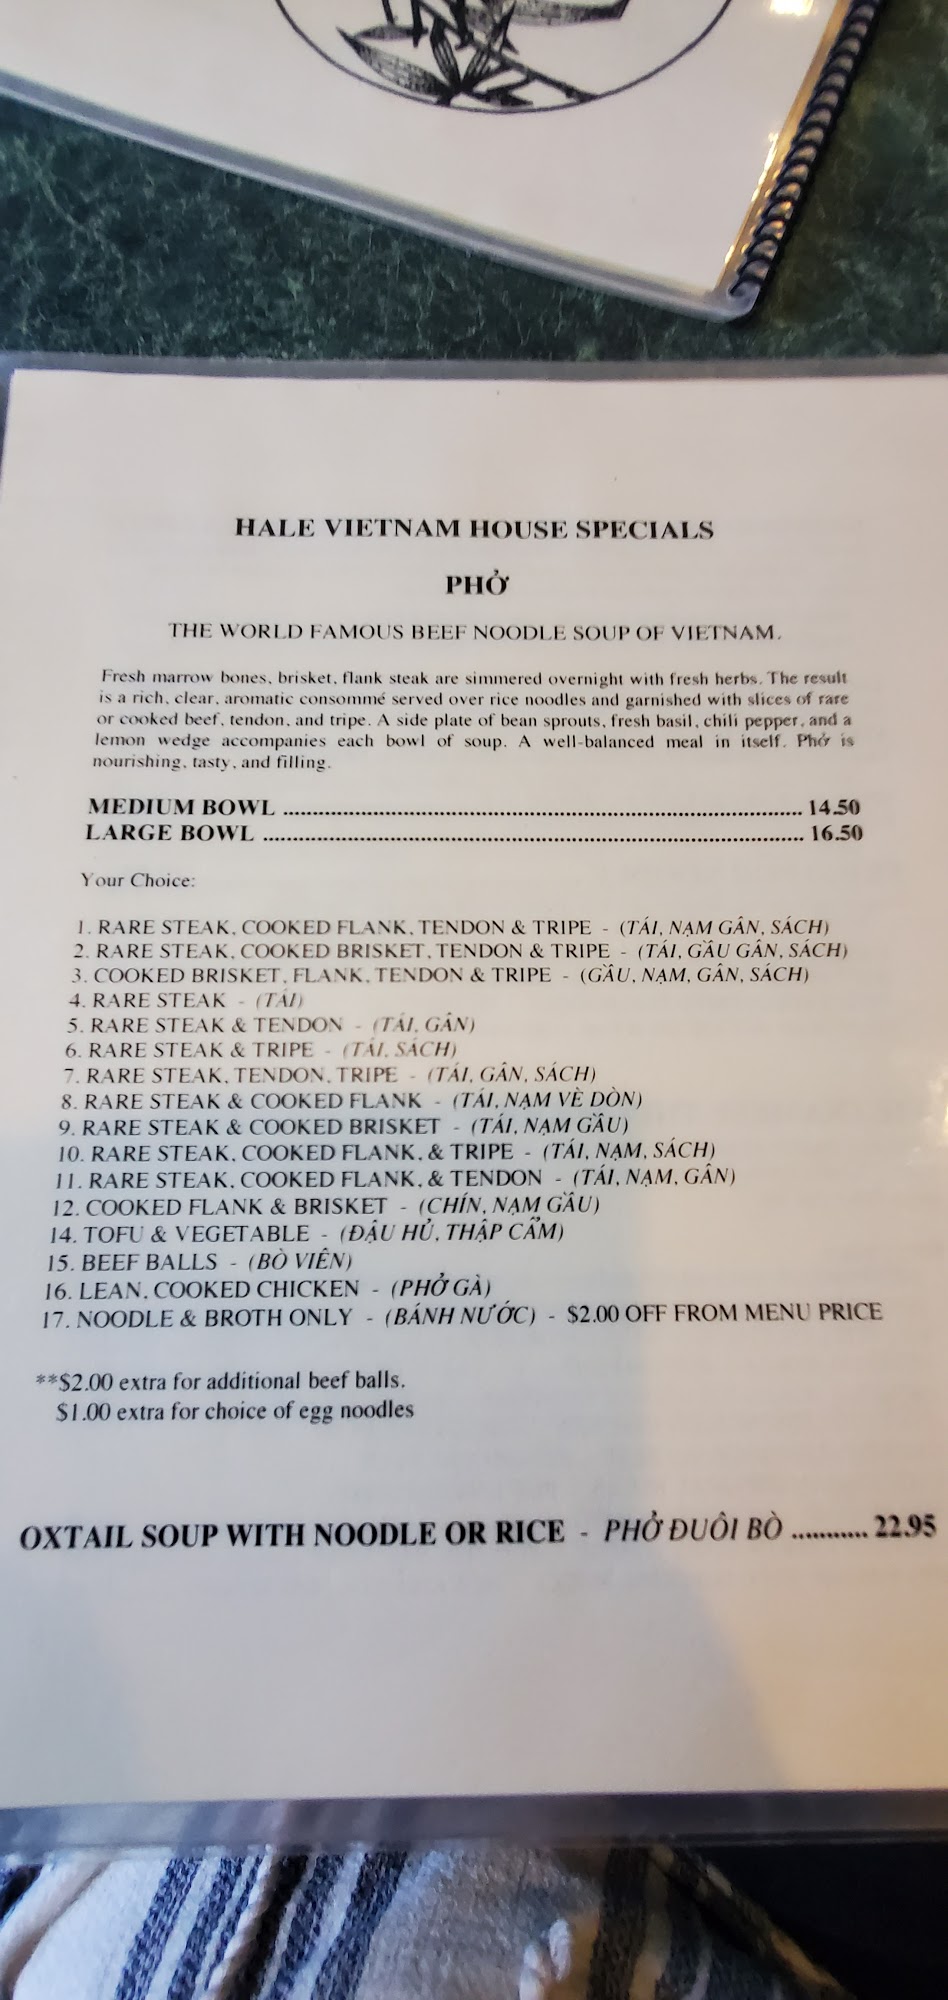 HALE VIETNAM HOUSE SPECIALS
PHỞ
THE WORLD FAMOUS BEEF NOODLE SOUP OF VIETNAM.
Fresh marrow bones, brisket, flank steak are simmered overnight with fresh herbs. The result
is a rich, clear, aromatic consommé served over rice noodles and garnished with slices of rare
or cooked beef, tendon, and tripe. A side plate of bean sprouts, fresh basil, chili pepper, and a
lemon wedge accompanies each bowl of soup. A well-balanced meal in itself. Phở is
nourishing, tasty, and filling.
MEDIUM BOWL ........................................................................................ 14.50
LARGE BOWL ........................................................................................... 16.50
Your Choice:
1. RARE STEAK, COOKED FLANK, TENDON & TRIPE - (TÁI, NẠM GÂN, SÁCH)
2. RARE STEAK, COOKED BRISKET, TENDON & TRIPE - (TÁI, GẦU GÂN, SÁCH)
3. COOKED BRISKET, FLANK, TENDON & TRIPE - (GẦU, NẠM, GÂN, SÁCH)
4. RARE STEAK - (TÁI)
5. RARE STEAK & TENDON - (TÁI, GÂN)
6. RARE STEAK & TRIPE - (TÁI, SÁCH)
7. RARE STEAK, TENDON, TRIPE - (TÁI, GÂN, SÁCH)
8. RARE STEAK & COOKED FLANK - (TÁI, NẠM VÈ DÒN)
9. RARE STEAK & COOKED BRISKET - (TÁI, NẠM GẦU)
10. RARE STEAK, COOKED FLANK, & TRIPE - (TÁI, NẠM, SÁCH)
11. RARE STEAK, COOKED FLANK, & TENDON - (TÁI, NẠM, GÂN)
12. COOKED FLANK & BRISKET - (CHÍN, NẠM GẦU)
14. TOFU & VEGETABLE - (ĐẬU HỦ, THẬP CẨM)
15. BEEF BALLS - (BÒ VIÊN)
16. LEAN, COOKED CHICKEN - (PHỞ GÀ)
17. NOODLE & BROTH ONLY - (BÁNH NƯỚC) - $2.00 OFF FROM MENU PRICE
**$2.00 extra for additional beef balls.
$1.00 extra for choice of egg noodles
OXTAIL SOUP WITH NOODLE OR RICE - PHỞ ĐUÔI BÒ ........... 22.95